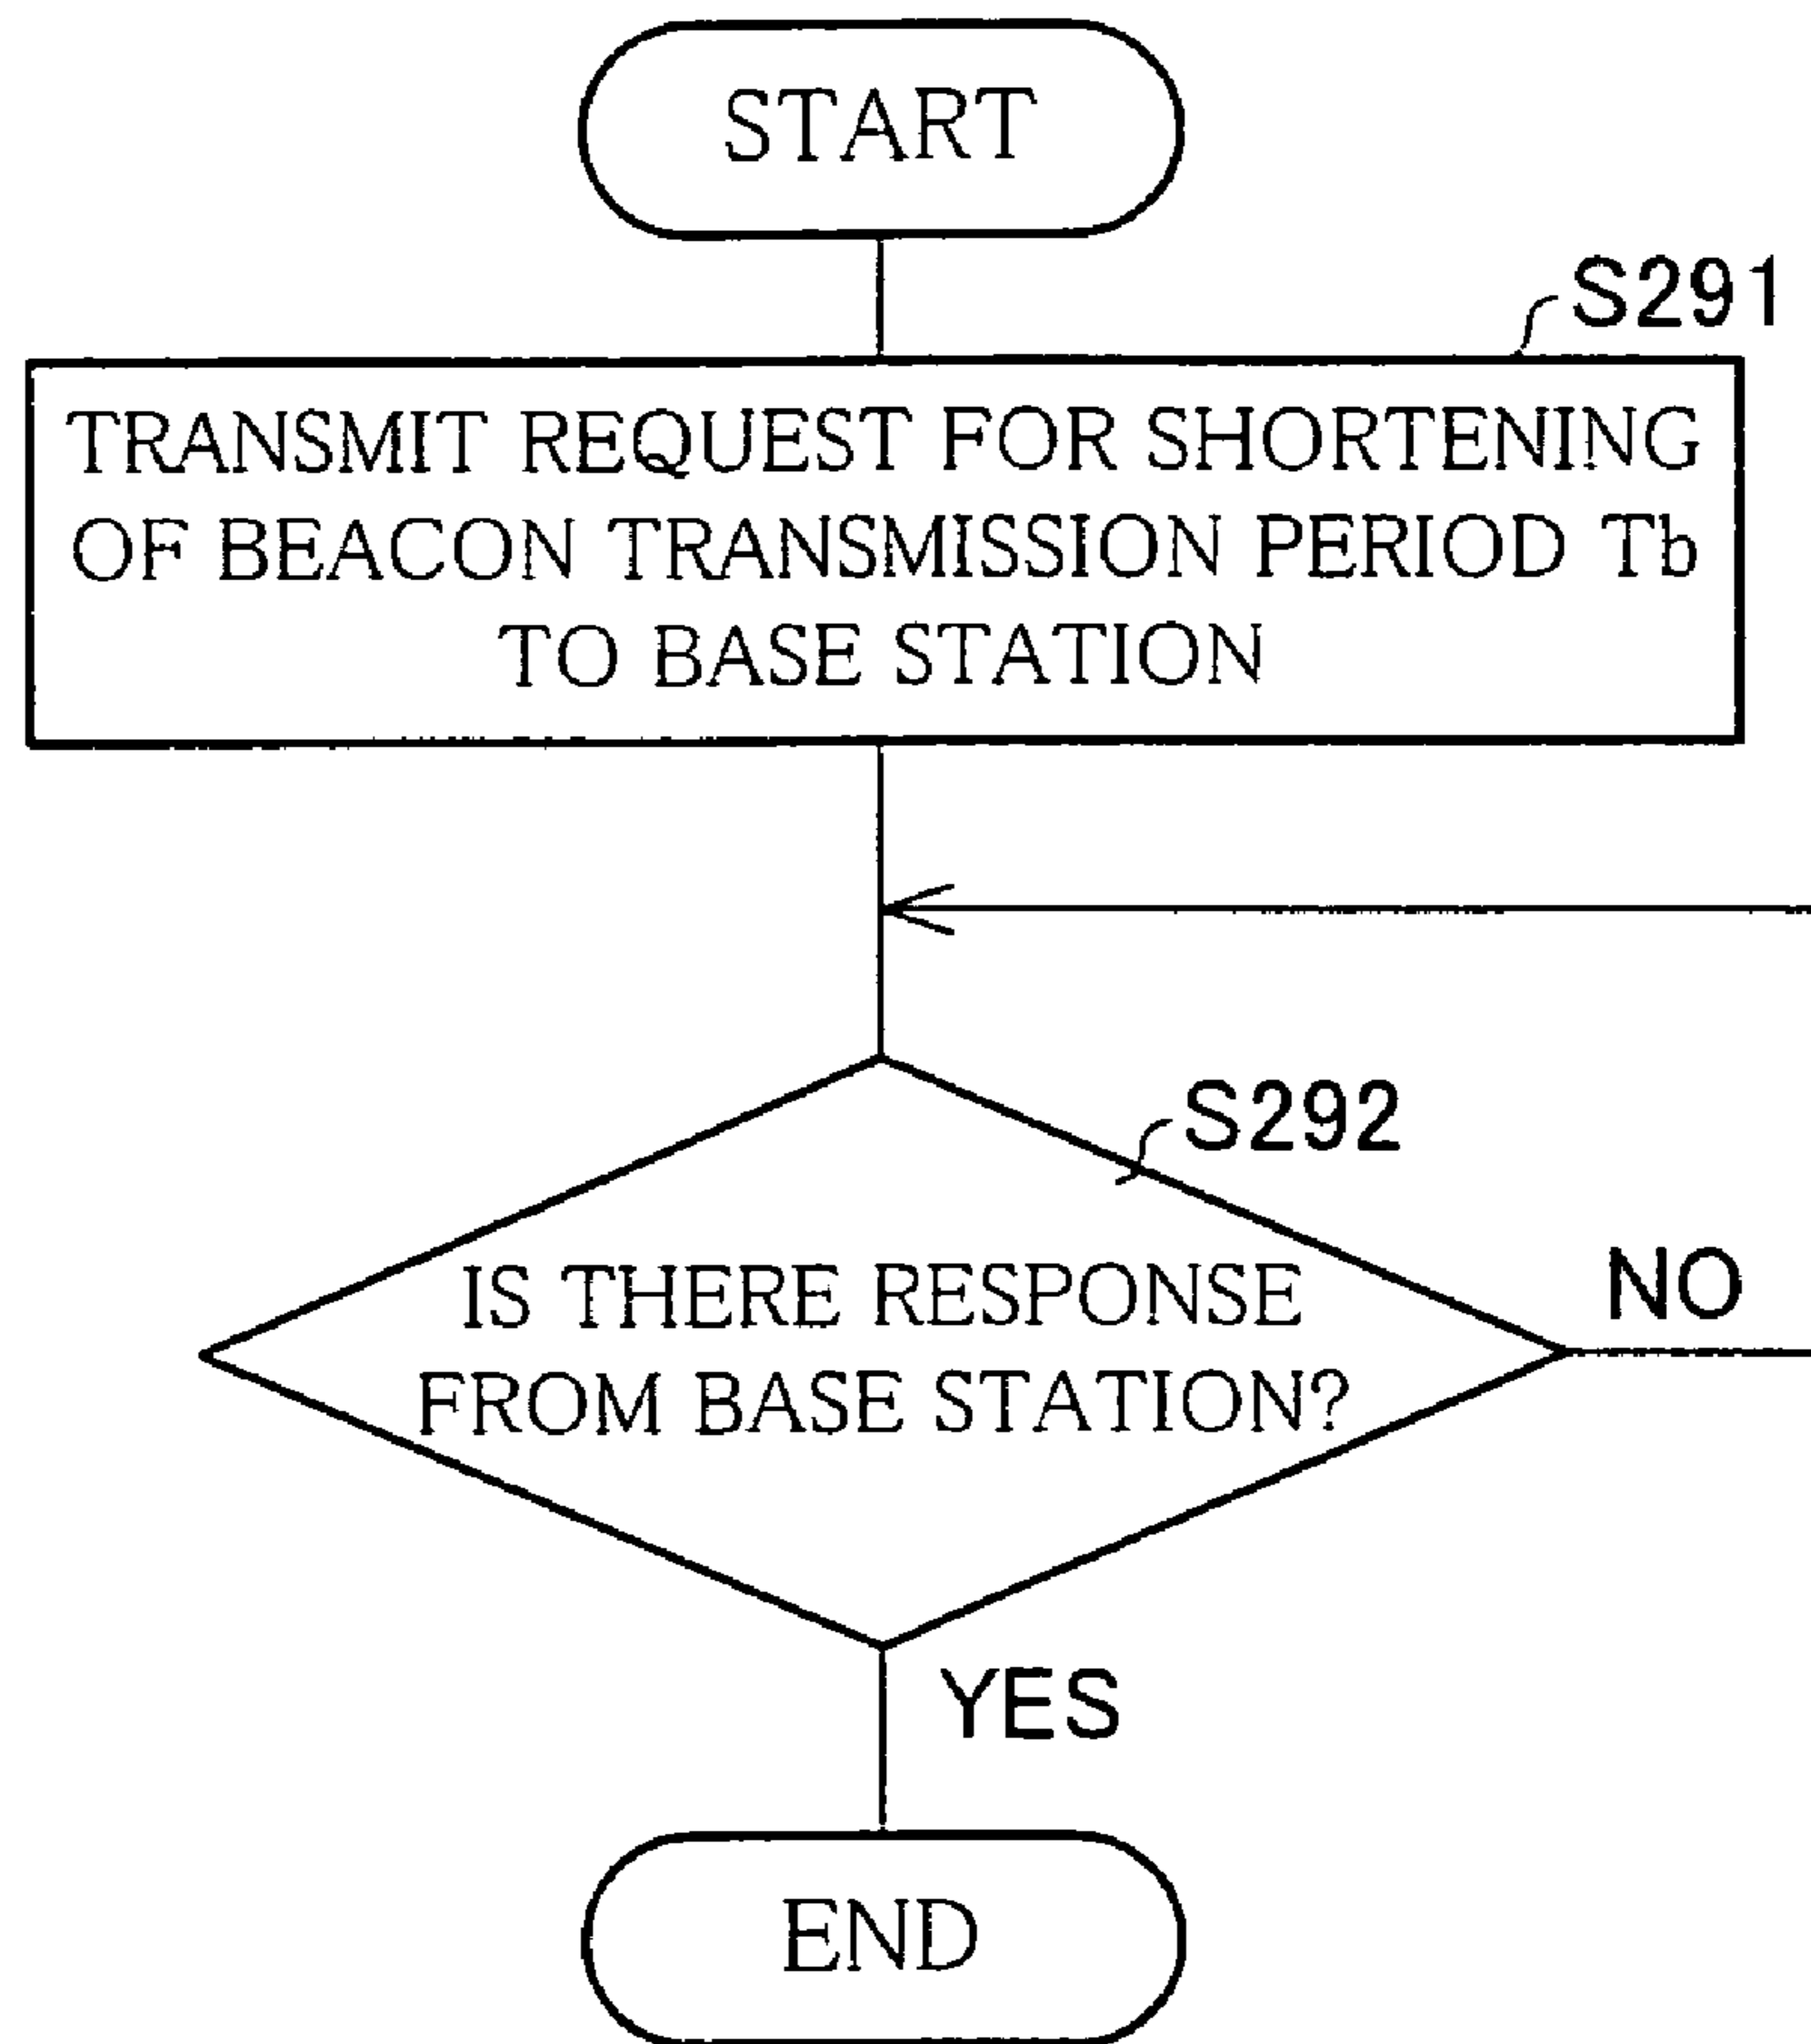 START
S291
TRANSMIT REQUEST FOR SHORTENING
OF BEACON TRANSMISSION PERIOD Tb
TO BASE STATION
S292
IS THERE RESPONSE
FROM BASE STATION?
NO
YES
END